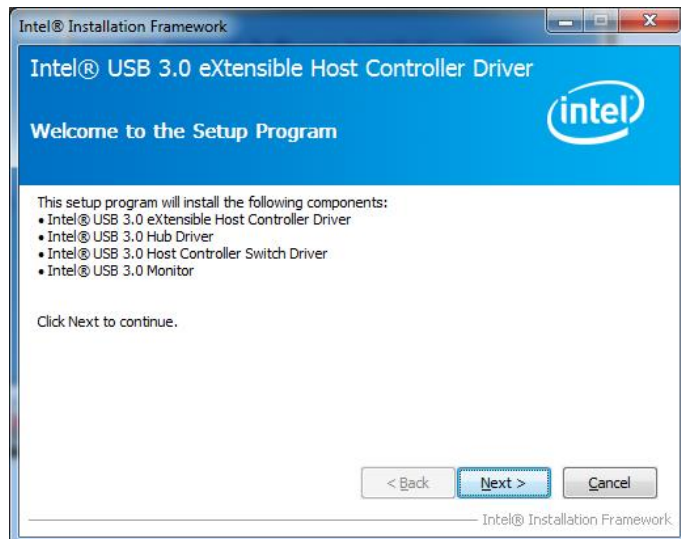 Intel® Installation Framework
Intel® USB 3.0 eXtensible Host Controller Driver
intel
Welcome to the Setup Program
This setup program will install the following components:
• Intel® USB 3.0 eXtensible Host Controller Driver
• Intel® USB 3.0 Hub Driver
• Intel® USB 3.0 Host Controller Switch Driver
• Intel® USB 3.0 Monitor
Click Next to continue.
< Back Next > Cancel
Intel® Installation Framework